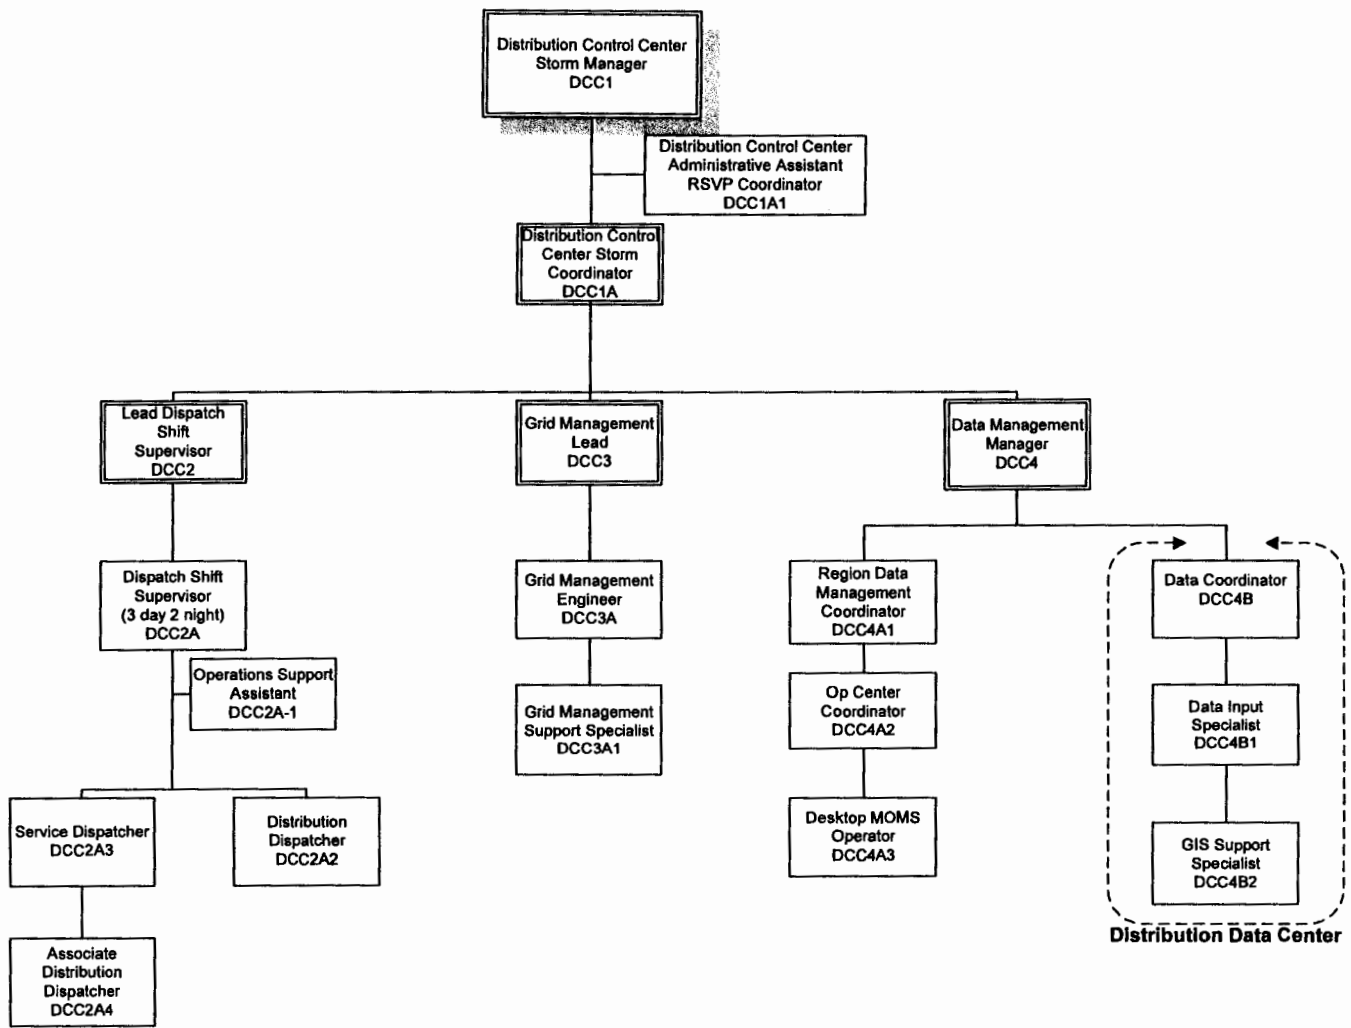 Distribution Control Center
Storm Manager
DCC1
Distribution Control Center
Administrative Assistant
RSVP Coordinator
DCC1A1
Distribution Control
Center Storm
Coordinator
DCC1A
Lead Dispatch
Shift
Supervisor
DCC2
Grid Management
Lead
DCC3
Data Management
Manager
DCC4
Dispatch Shift
Supervisor
(3 day 2 night)
DCC2A
Grid Management
Engineer
DCC3A
Region Data
Management
Coordinator
DCC4A1
Data Coordinator
DCC4B
Operations Support
Assistant
DCC2A-1
Grid Management
Support Specialist
DCC3A1
Op Center
Coordinator
DCC4A2
Data Input
Specialist
DCC4B1
Service Dispatcher
DCC2A3
Distribution
Dispatcher
DCC2A2
Desktop MOMS
Operator
DCC4A3
GIS Support
Specialist
DCC4B2
Distribution Data Center
Associate
Distribution
Dispatcher
DCC2A4